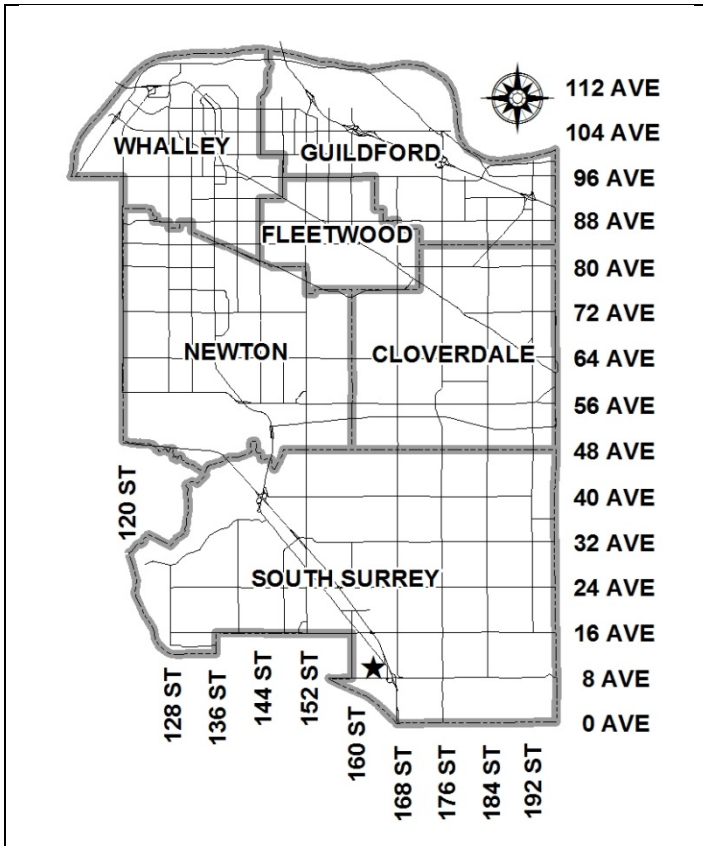 112 AVE
104 AVE
WHALLEY
GUILDFORD
96 AVE
88 AVE
FLEETWOOD
80 AVE
72 AVE
NEWTON
CLOVERDALE
64 AVE
56 AVE
48 AVE
120 ST
40 AVE
32 AVE
SOUTH SURREY
24 AVE
16 AVE
8 AVE
0 AVE
128 ST
136 ST
144 ST
152 ST
160 ST
168 ST
176 ST
184 ST
192 ST